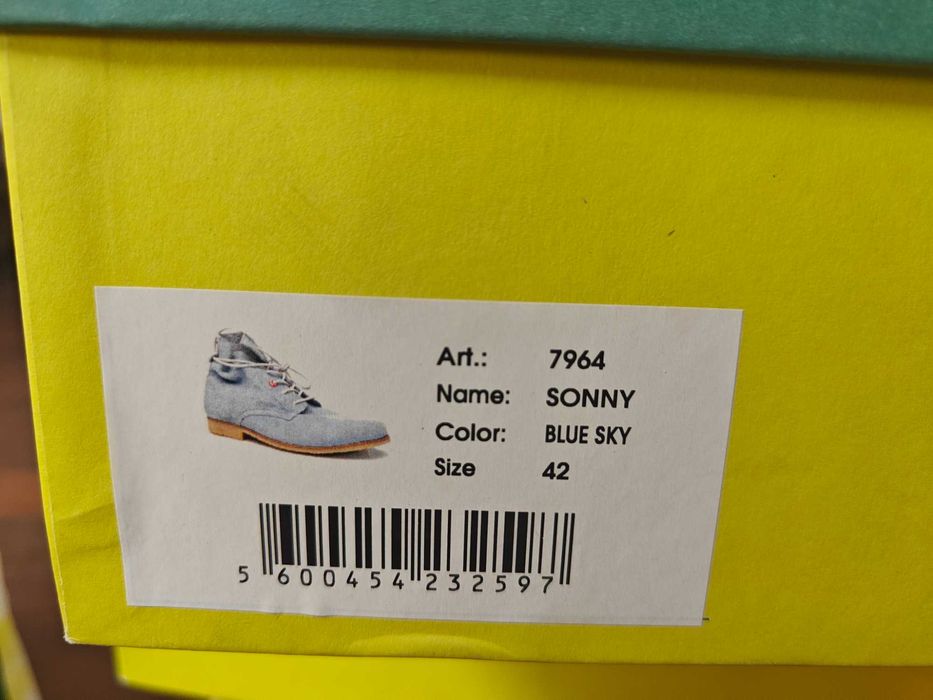 Art.: 7964
Name: SONNY
Color: BLUE SKY
Size 42
5 600454 232597